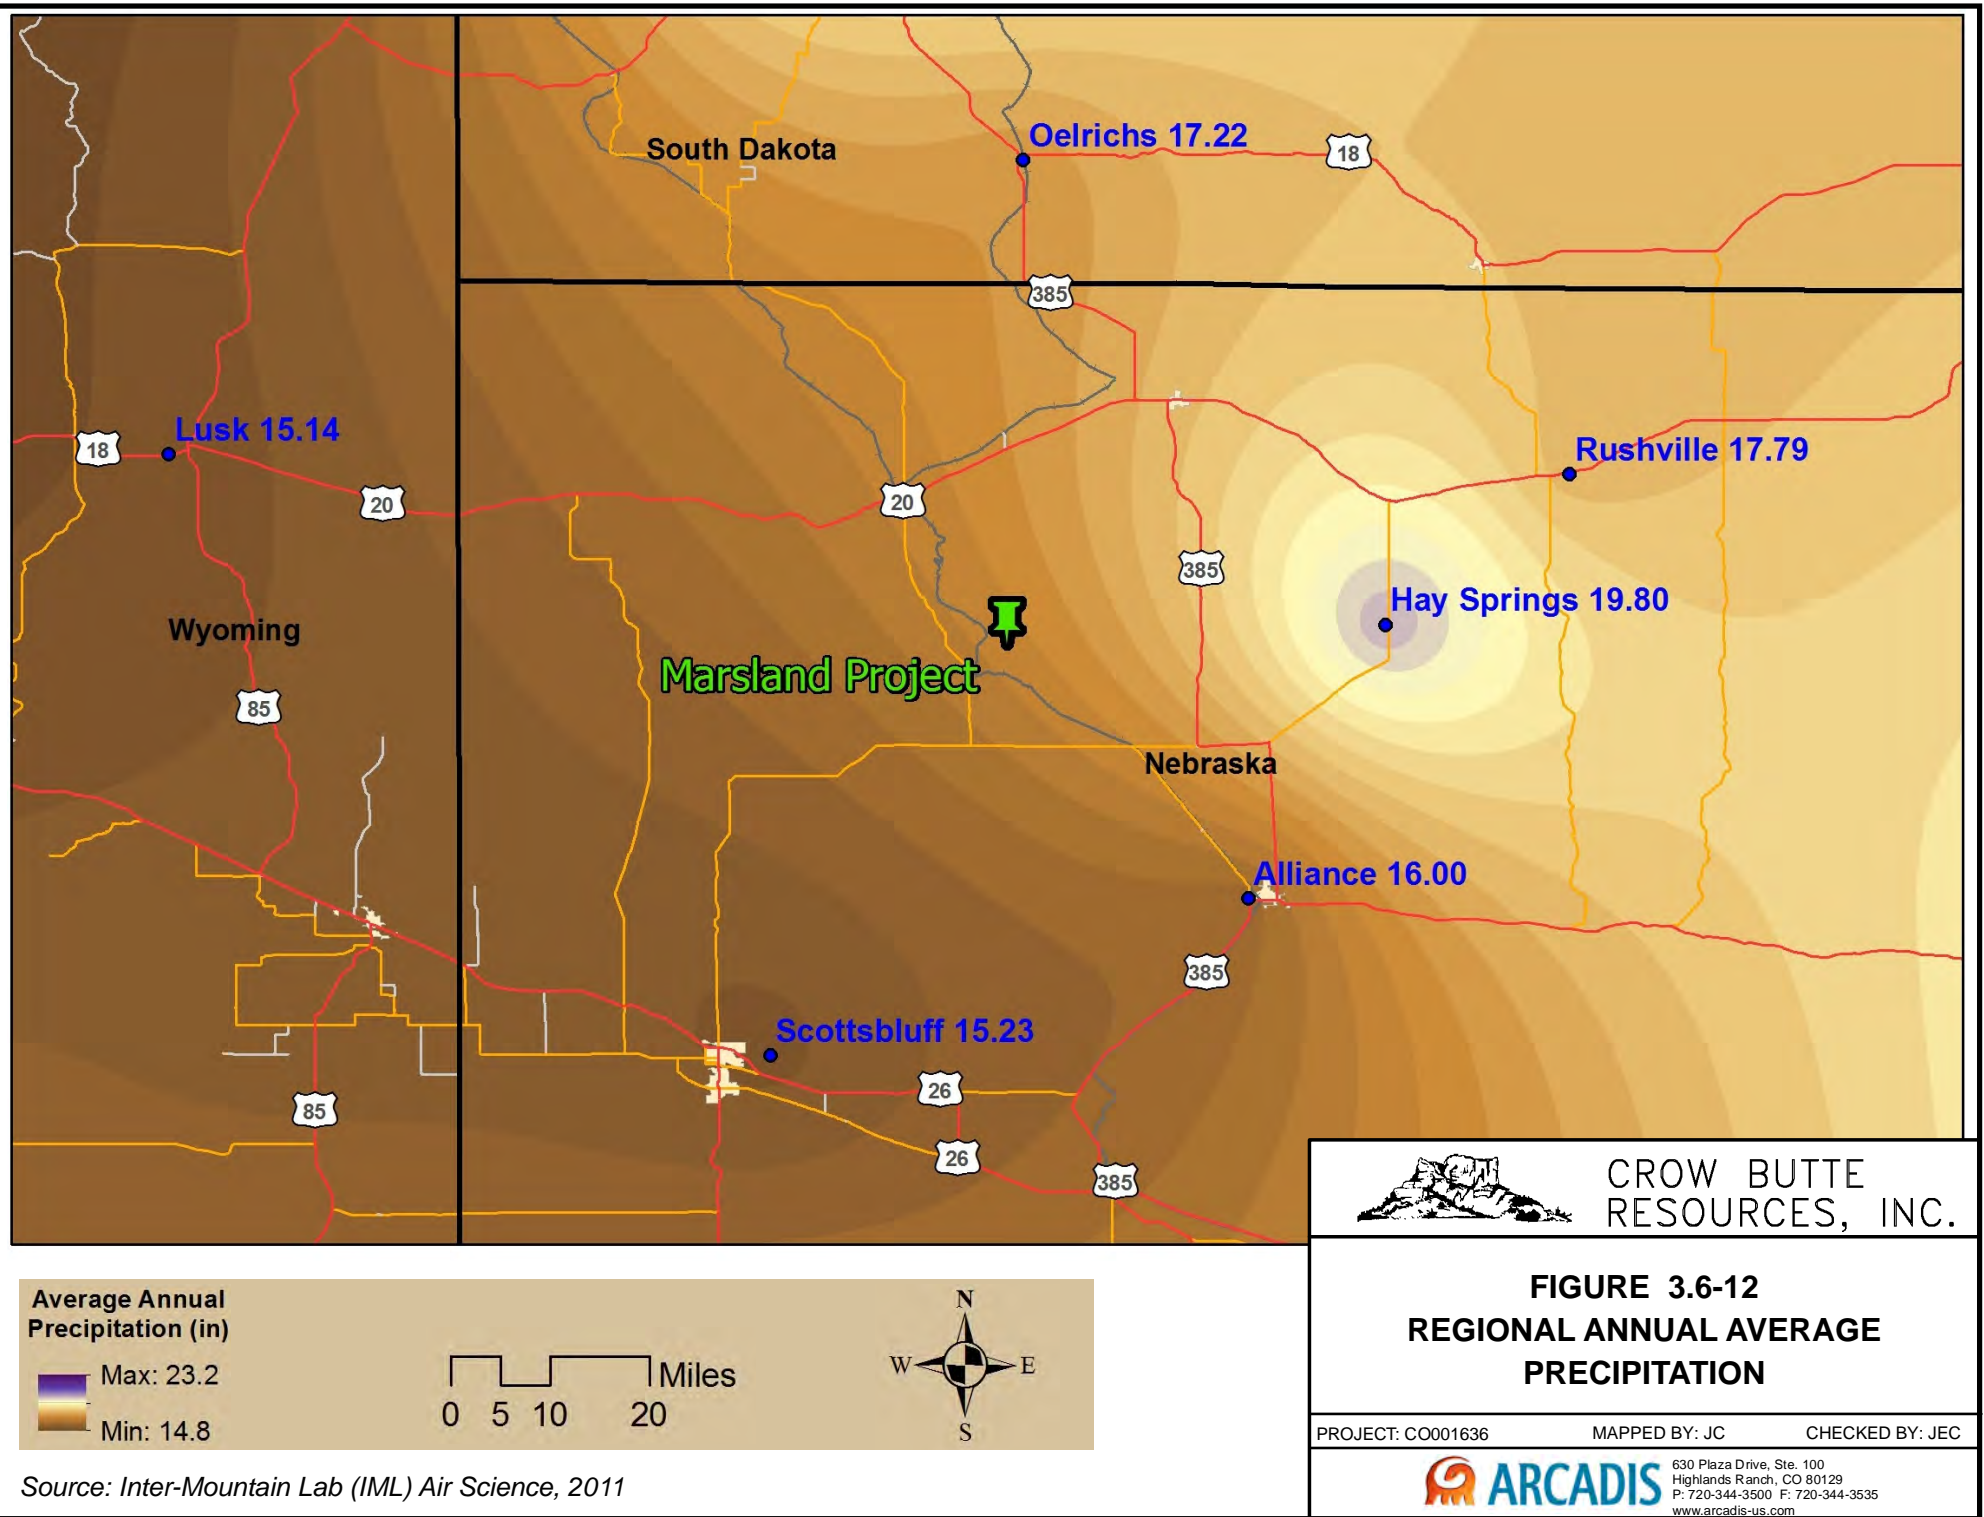 South Dakota
Oelrichs 17.22
18
385
Lusk 15.14
18
20
20
Rushville 17.79
385
Hay Springs 19.80
Wyoming
85
Marsland Project
Nebraska
Alliance 16.00
385
Scottsbluff 15.23
26
85
26
385
CROW BUTTE
RESOURCES, INC.
FIGURE 3.6-12
REGIONAL ANNUAL AVERAGE
PRECIPITATION
PROJECT: CO001636 MAPPED BY: JC CHECKED BY: JEC
ARCADIS
630 Plaza Drive, Ste. 100
Highlands Ranch, CO 80129
P: 720-344-3500 F: 720-344-3535
www.arcadis-us.com
Average Annual
Precipitation (in)
Max: 23.2
Min: 14.8
Miles
0 5 10 20
N
W E
S
Source: Inter-Mountain Lab (IML) Air Science, 2011